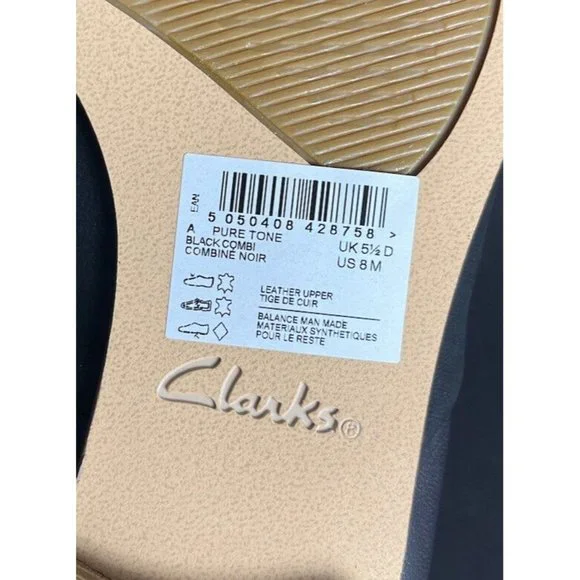 EAN
5 050408 428758 >
A PURE TONE UK 5½ D
BLACK COMBI US 8 M
COMBINÉ NOIR
LEATHER UPPER
TIGE DE CUIR
BALANCE MAN MADE
MATERIAUX SYNTHETIQUES
POUR LE RESTE
Clarks®